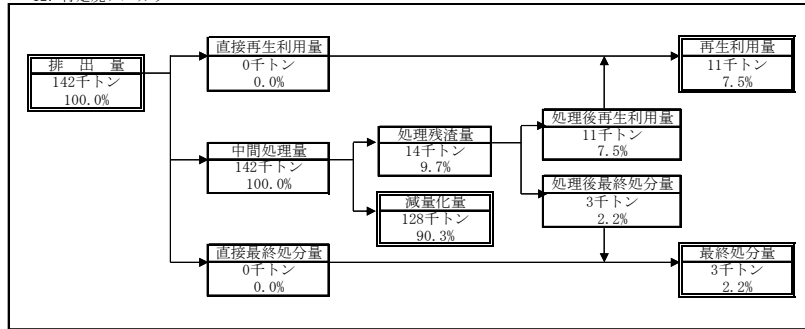 排 出 量
142千トン
100.0%
直接再生利用量
0千トン
0.0%
再生利用量
11千トン
7.5%
中間処理量
142千トン
100.0%
処理残渣量
14千トン
9.7%
処理後再生利用量
11千トン
7.5%
減量化量
128千トン
90.3%
処理後最終処分量
3千トン
2.2%
直接最終処分量
0千トン
0.0%
最終処分量
3千トン
2.2%